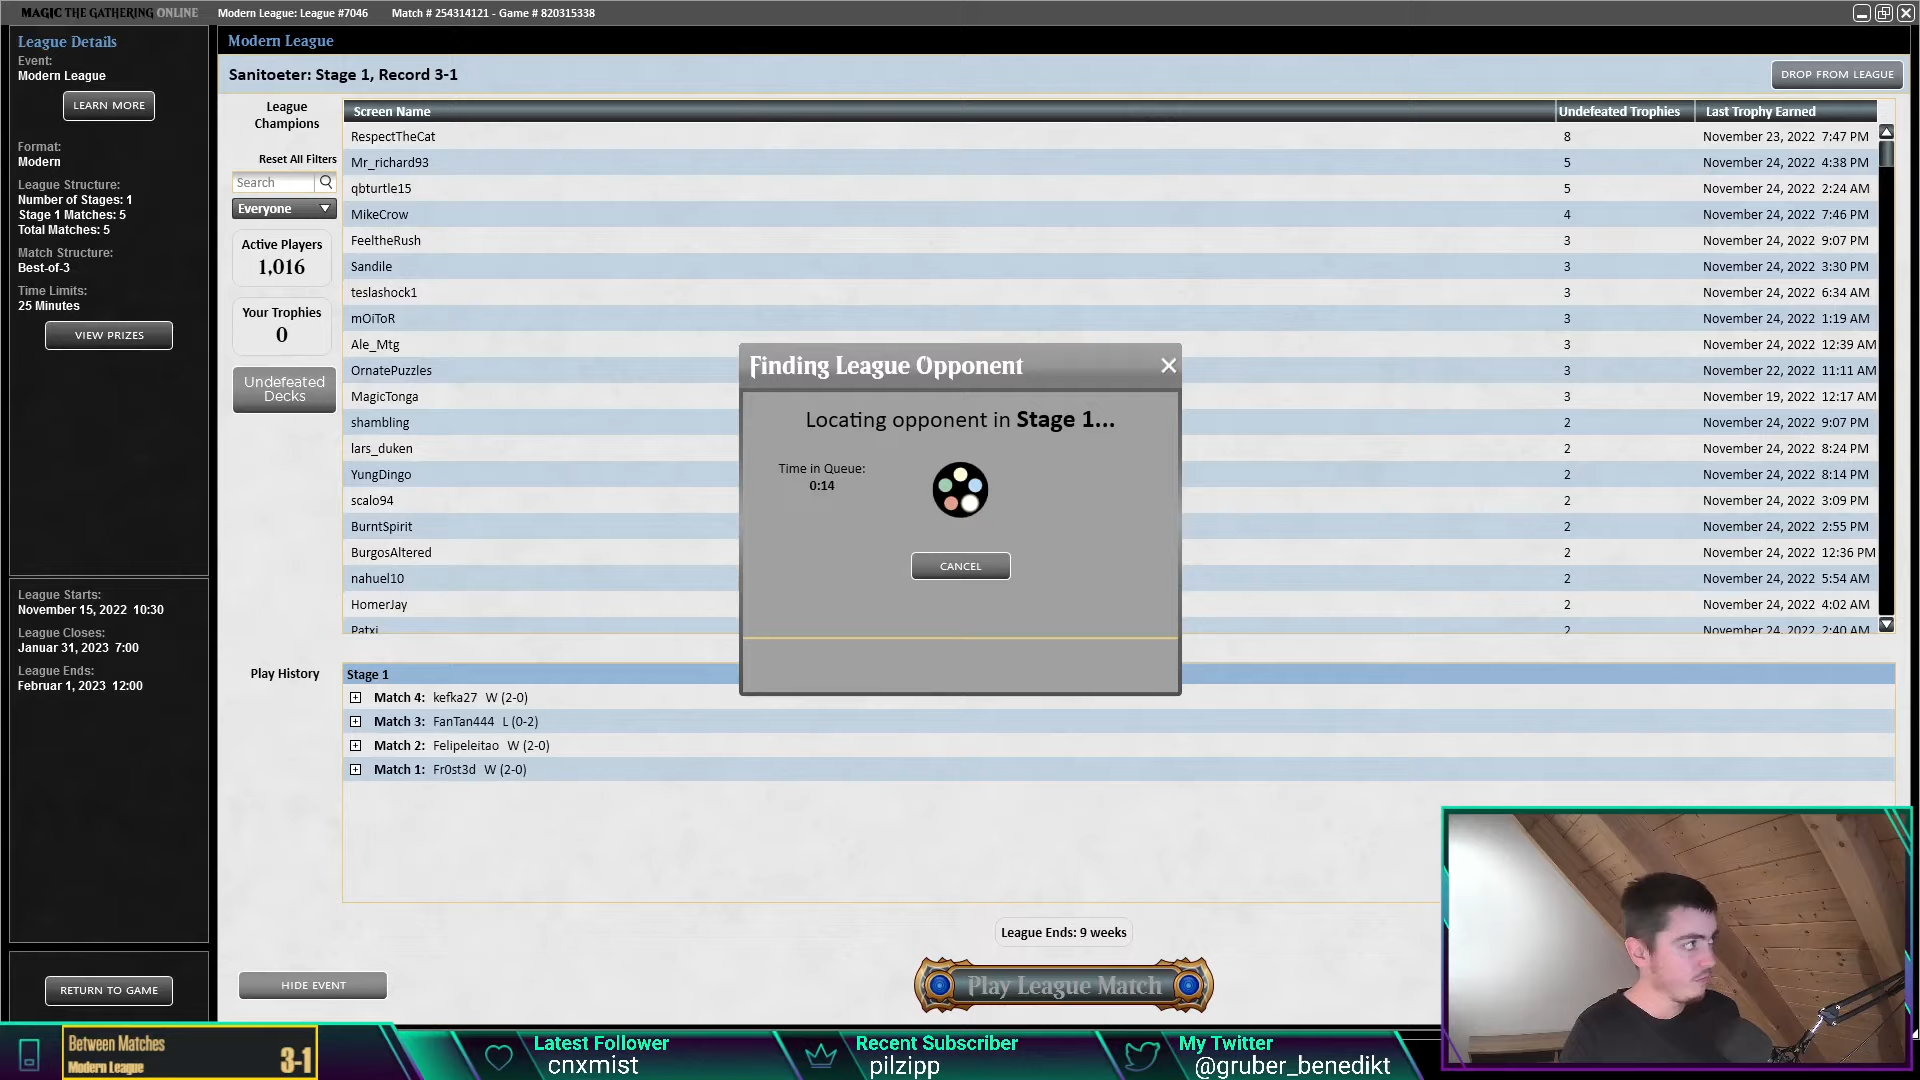 MAGIC THE GATHERING ONLINE Modern League: League #7046 Match # 254314121 - Game # 820315338
League Details
Event:
Modern League
LEARN MORE
Format:
Modern
League Structure:
Number of Stages: 1
Stage 1 Matches: 5
Total Matches: 5
Match Structure:
Best-of-3
Time Limits:
25 Minutes
VIEW PRIZES
League Starts:
November 15, 2022 10:30
League Closes:
Januar 31, 2023 7:00
League Ends:
Februar 1, 2023 12:00
RETURN TO GAME
Modern League
Sanitoeter: Stage 1, Record 3-1
DROP FROM LEAGUE
League
Champions
Reset All Filters
Search
Everyone
Active Players
1,016
Your Trophies
0
Undefeated
Decks
Screen Name Undefeated Trophies Last Trophy Earned
RespectTheCat 8 November 23, 2022 7:47 PM
Mr_richard93 5 November 24, 2022 4:38 PM
qbturtle15 5 November 24, 2022 2:24 AM
MikeCrow 4 November 24, 2022 7:46 PM
FeeltheRush 3 November 24, 2022 9:07 PM
Sandile 3 November 24, 2022 3:30 PM
teslashock1 3 November 24, 2022 6:34 AM
mOiToR 3 November 24, 2022 1:19 AM
Ale_Mtg 3 November 24, 2022 12:39 AM
OrnatePuzzles 3 November 22, 2022 11:11 AM
MagicTonga 3 November 19, 2022 12:17 AM
shambling 2 November 24, 2022 9:07 PM
lars_duken 2 November 24, 2022 8:24 PM
YungDingo 2 November 24, 2022 8:14 PM
scalo94 2 November 24, 2022 3:09 PM
BurntSpirit 2 November 24, 2022 2:55 PM
BurgosAltered 2 November 24, 2022 12:36 PM
nahuel10 2 November 24, 2022 5:54 AM
HomerJay 2 November 24, 2022 4:02 AM
Patxi 2 November 24, 2022 2:40 AM
Finding League Opponent
Locating opponent in Stage 1...
Time in Queue:
0:14
CANCEL
Play History
Stage 1
Match 4: kefka27 W (2-0)
Match 3: FanTan444 L (0-2)
Match 2: Felipeleitao W (2-0)
Match 1: Fr0st3d W (2-0)
League Ends: 9 weeks
HIDE EVENT
Play League Match
Between Matches
Modern League
3-1
Latest Follower
cnxmist
Recent Subscriber
pilzipp
My Twitter
@gruber_benedikt